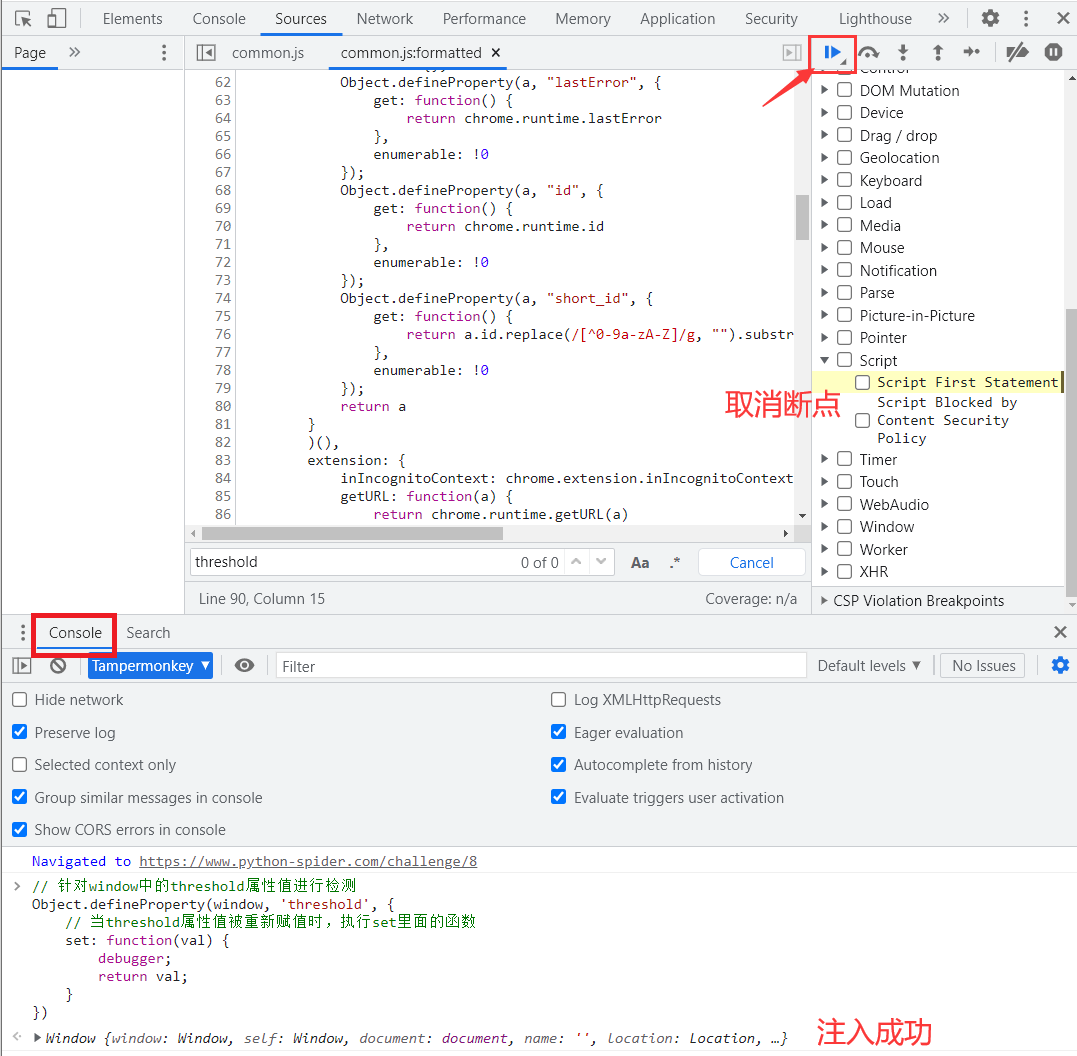 Elements Console Sources Network Performance Memory Application Security Lighthouse »
Page » common.js common.js:formatted ×
62 Object.defineProperty(a, "lastError", {
63 get: function() {
64 return chrome.runtime.lastError
65 },
66 enumerable: !0
67 });
68 Object.defineProperty(a, "id", {
69 get: function() {
70 return chrome.runtime.id
71 },
72 enumerable: !0
73 });
74 Object.defineProperty(a, "short_id", {
75 get: function() {
76 return a.id.replace(/[^0-9a-zA-Z]/g, "").substr
77 },
78 enumerable: !0
79 });
80 return a
81 }
82 )(),
83 extension: {
84 inIncognitoContext: chrome.extension.inIncognitoContext
85 getURL: function(a) {
86 return chrome.runtime.getURL(a)
threshold 0 of 0 Aa .* Cancel
Line 90, Column 15 Coverage: n/a
Control
DOM Mutation
Device
Drag / drop
Geolocation
Keyboard
Load
Media
Mouse
Notification
Parse
Picture-in-Picture
Pointer
Script
Script First Statement
取消断点
Script Blocked by
Content Security
Policy
Timer
Touch
WebAudio
Window
Worker
XHR
CSP Violation Breakpoints
Console Search
Tampermonkey Filter Default levels No Issues
Hide network Log XMLHttpRequests
Preserve log Eager evaluation
Selected context only Autocomplete from history
Group similar messages in console Evaluate triggers user activation
Show CORS errors in console
Navigated to https://www.python-spider.com/challenge/8
> // 针对window中的threshold属性值进行检测
Object.defineProperty(window, 'threshold', {
// 当threshold属性值被重新赋值时，执行set里面的函数
set: function(val) {
debugger;
return val;
}
})
Window {window: Window, self: Window, document: document, name: '', location: Location, …}
注入成功